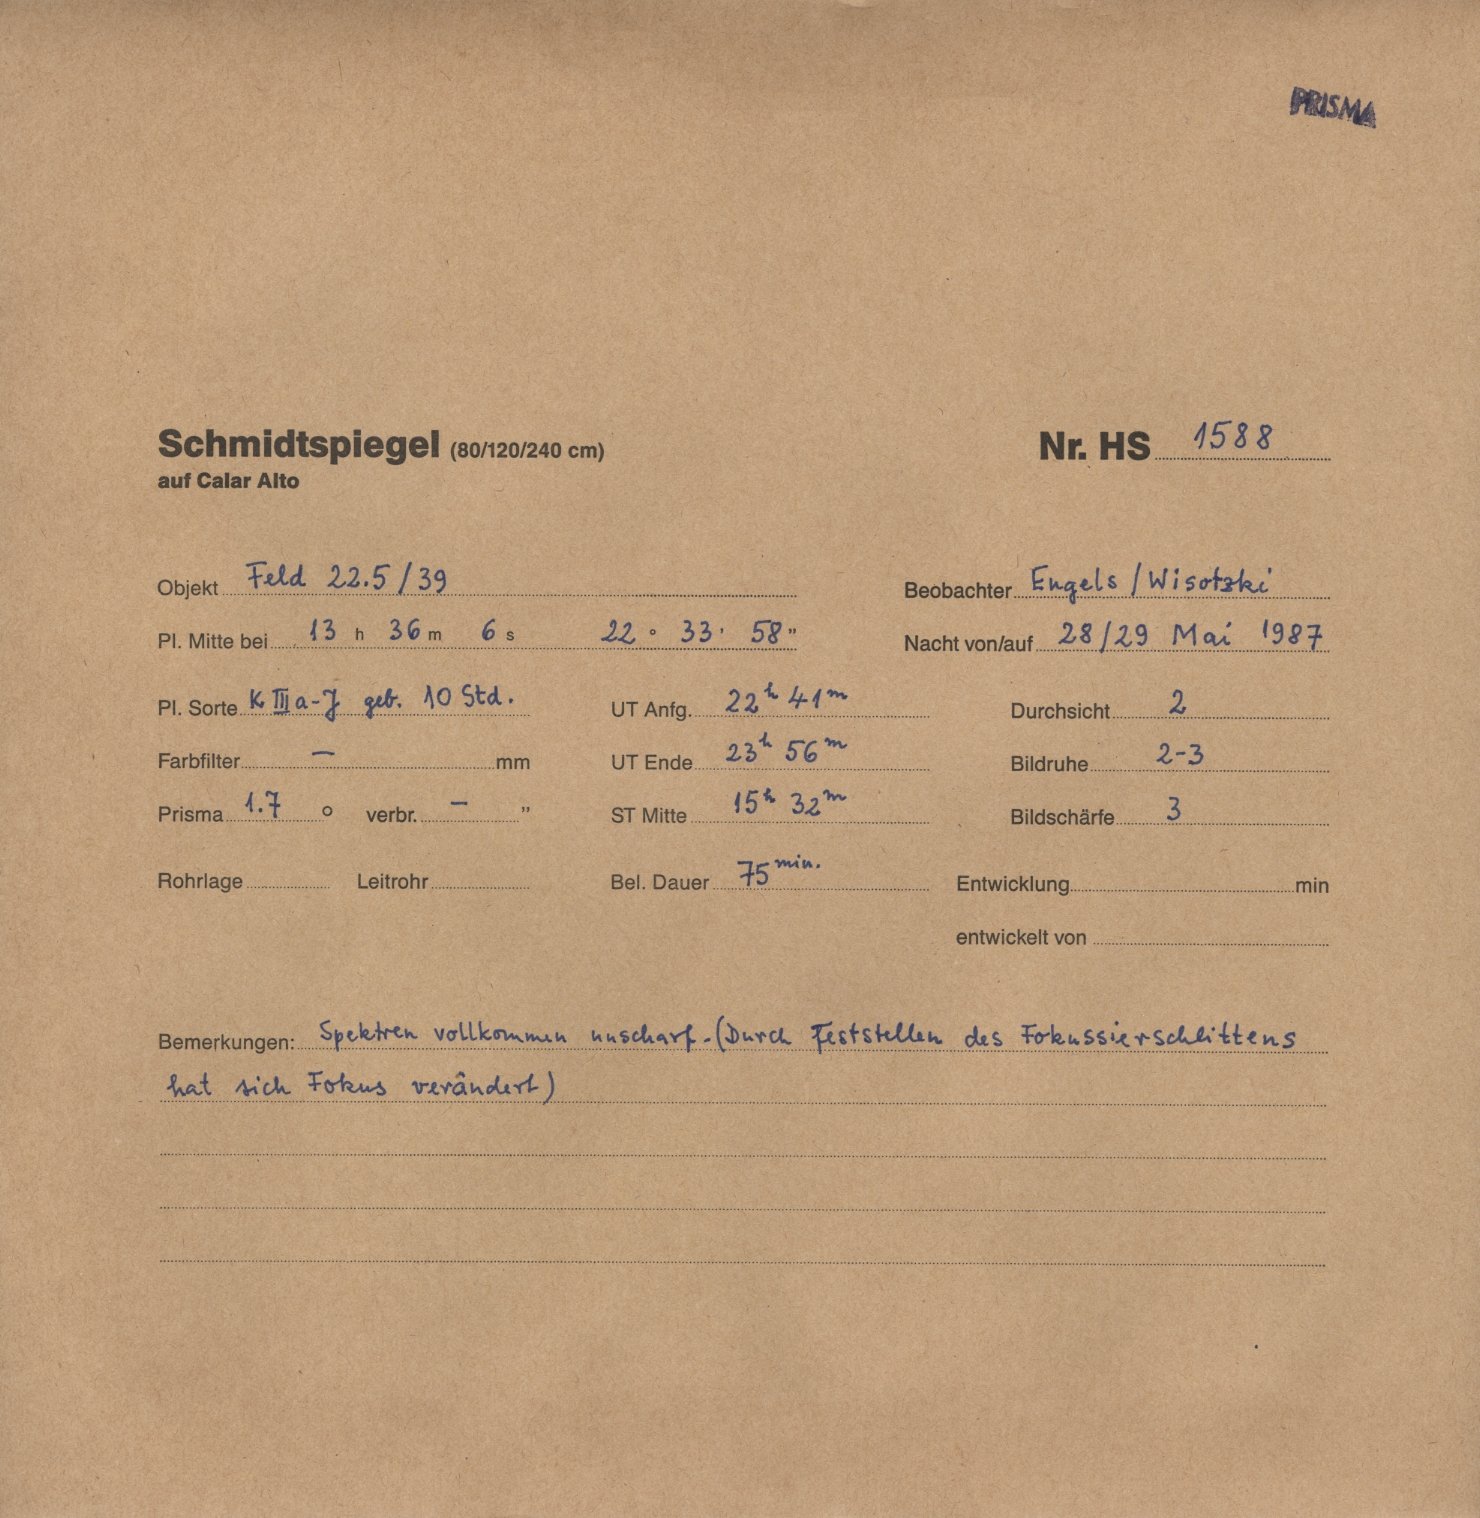 PRISMA
Schmidtspiegel (80/120/240 cm) Nr. HS 1588
auf Calar Alto
Objekt Feld 22.5/39 Beobachter Engels/Wisotzki
Pl. Mitte bei 13 h 36 m 6 s 22 ° 33 ' 58 " Nacht von/auf 28/29 Mai 1987
Pl. Sorte K III a-J geb. 10 Std. UT Anfg. 22h 41m Durchsicht 2
Farbfilter – mm UT Ende 23h 56m Bildruhe 2-3
Prisma 1.7 ° verbr. – " ST Mitte 15h 32m Bildschärfe 3
Rohrlage Leitrohr Bel. Dauer 75 min. Entwicklung min
entwickelt von
Bemerkungen: Spektren vollkommen unscharf. (Durch Feststellen des Fokussierschlittens
hat sich Fokus verändert)